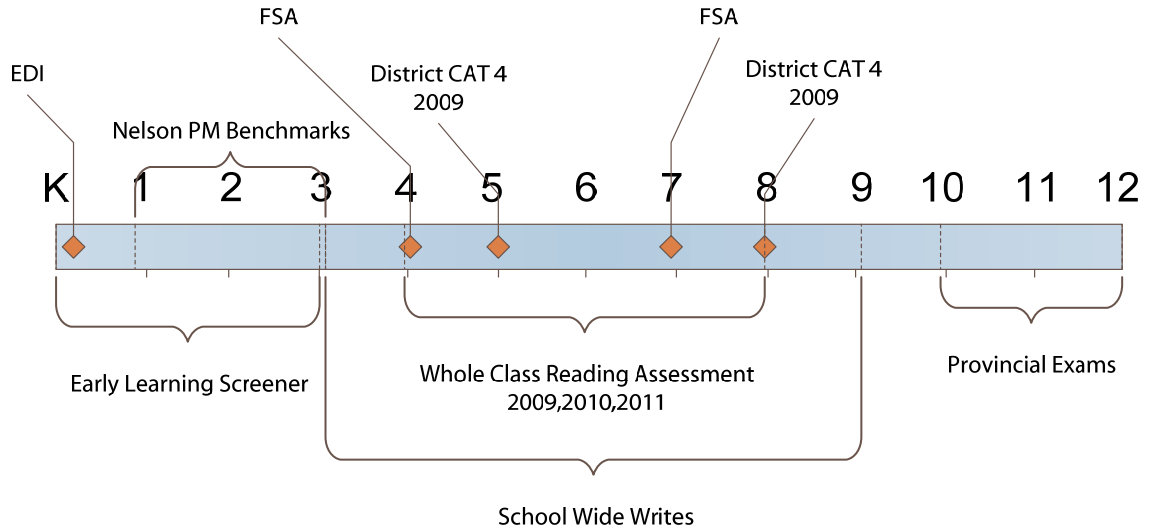 FSA
FSA
EDI
District CAT 4
2009
District CAT 4
2009
Nelson PM Benchmarks
K 1 2 3 4 5 6 7 8 9 10 11 12
Early Learning Screener
Whole Class Reading Assessment
2009,2010,2011
Provincial Exams
School Wide Writes